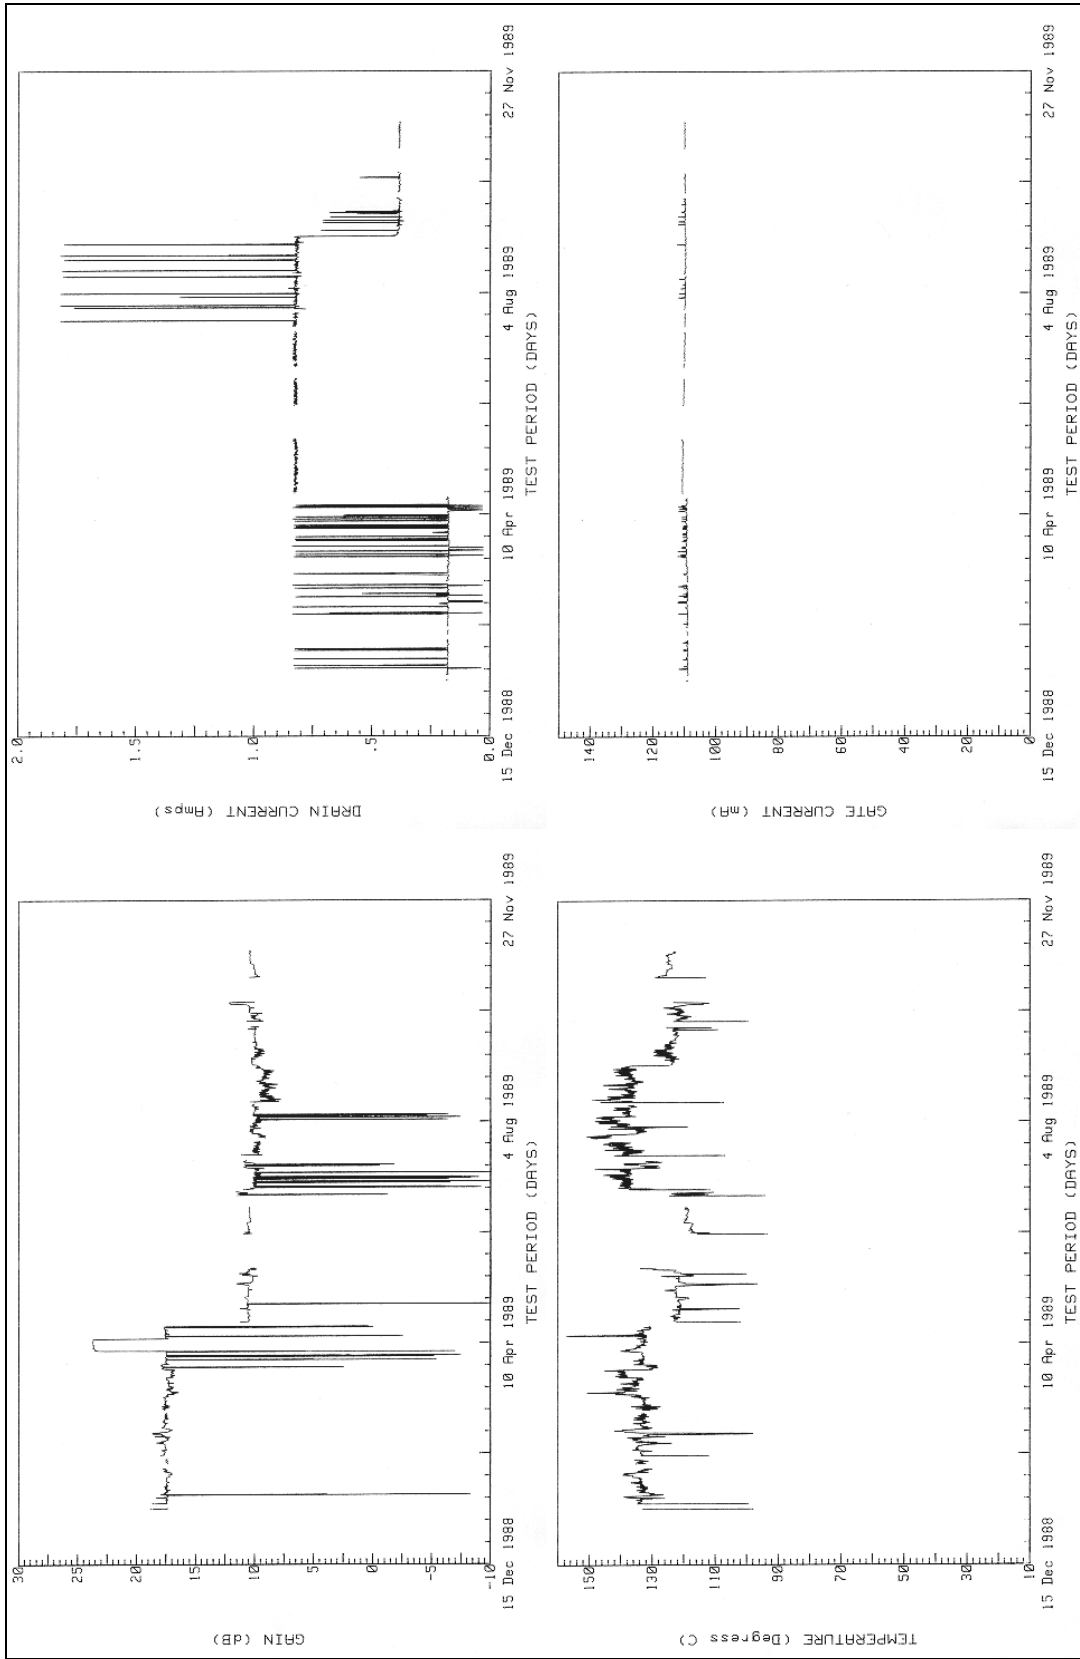 GAIN (dB)
30
25
20
15
10
5
0
-5
-10
15 Dec 1988
10 Apr 1989
4 Aug 1989
27 Nov 1989
TEST PERIOD (DAYS)
DRAIN CURRENT (Amps)
2.0
1.5
1.0
.5
0.0
15 Dec 1988
10 Apr 1989
4 Aug 1989
27 Nov 1989
TEST PERIOD (DAYS)
TEMPERATURE (Degress C)
150
130
110
90
70
50
30
10
15 Dec 1988
10 Apr 1989
4 Aug 1989
27 Nov 1989
TEST PERIOD (DAYS)
GATE CURRENT (mA)
140
120
100
80
60
40
20
0
15 Dec 1988
10 Apr 1989
4 Aug 1989
27 Nov 1989
TEST PERIOD (DAYS)